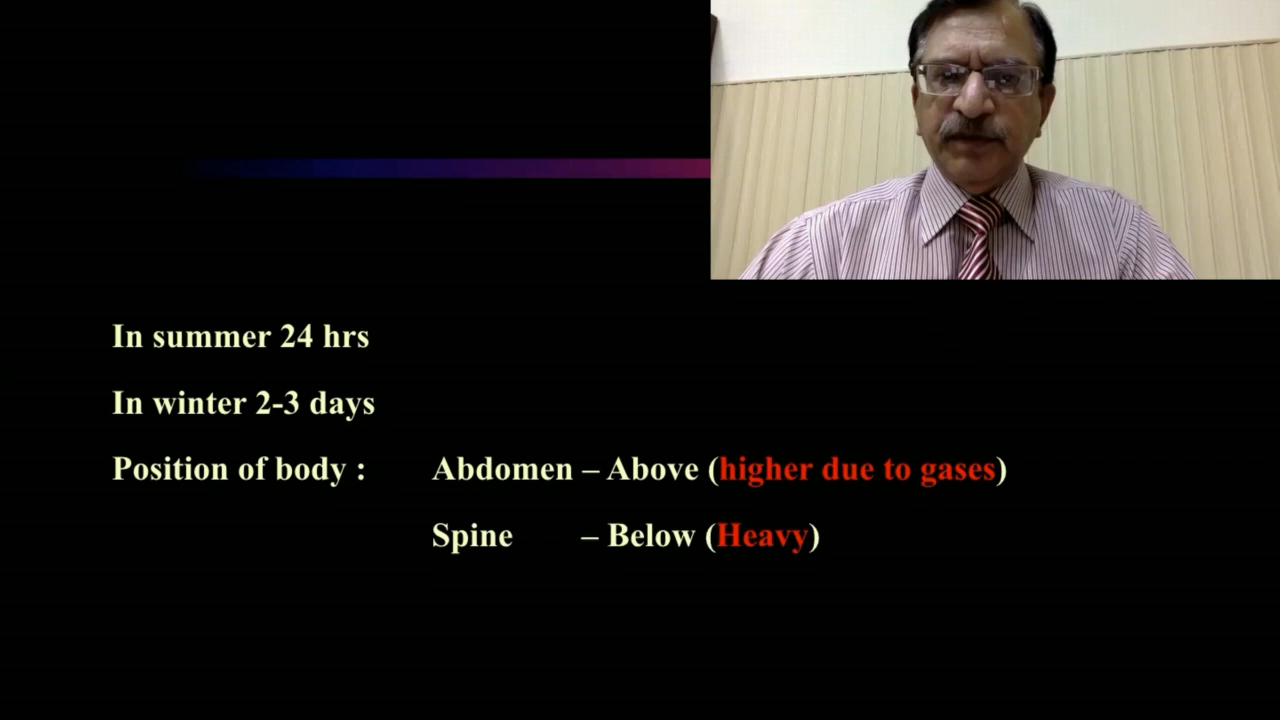 In summer 24 hrs
In winter 2-3 days
Position of body : Abdomen – Above (higher due to gases)
Spine – Below (Heavy)